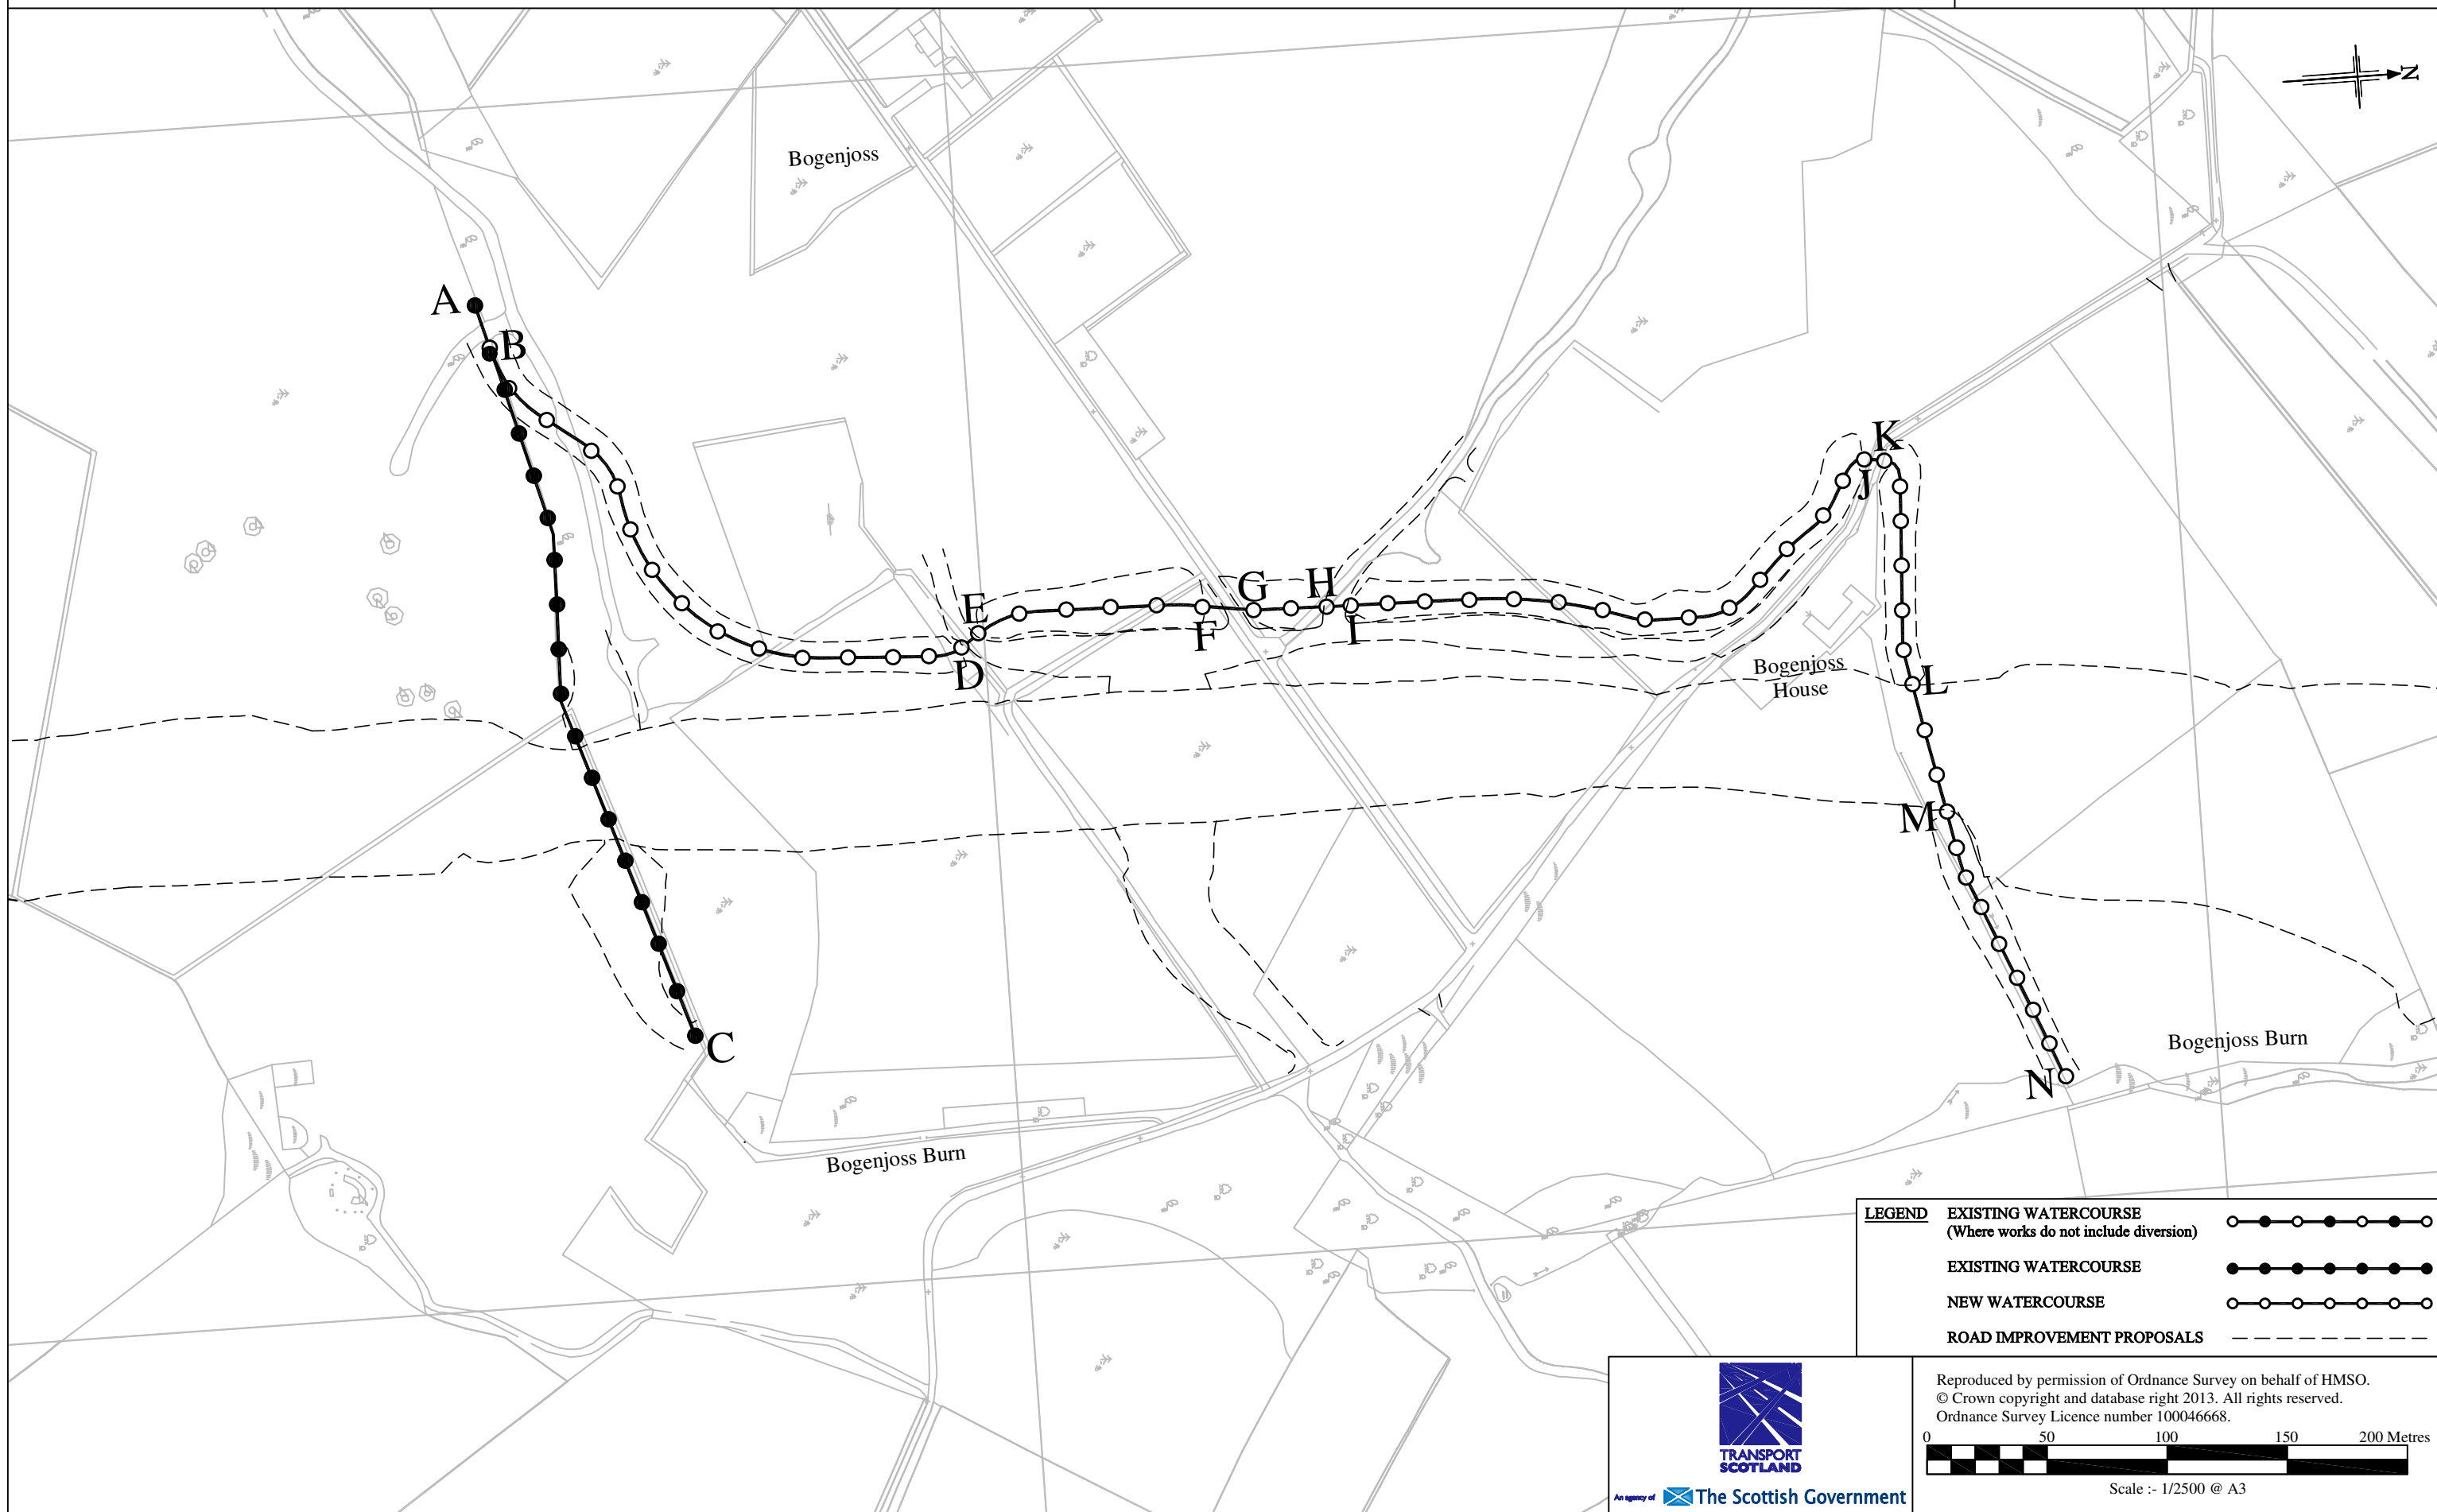 N
Bogenjoss
A
B
K
J
G
H
E
F
I
D
Bogenjoss
House
L
M
C
N
Bogenjoss Burn
Bogenjoss Burn
LEGEND EXISTING WATERCOURSE
(Where works do not include diversion)
EXISTING WATERCOURSE
NEW WATERCOURSE
ROAD IMPROVEMENT PROPOSALS
TRANSPORT
SCOTLAND
An agency of The Scottish Government
Reproduced by permission of Ordnance Survey on behalf of HMSO.
© Crown copyright and database right 2013. All rights reserved.
Ordnance Survey Licence number 100046668.
0 50 100 150 200 Metres
Scale :- 1/2500 @ A3